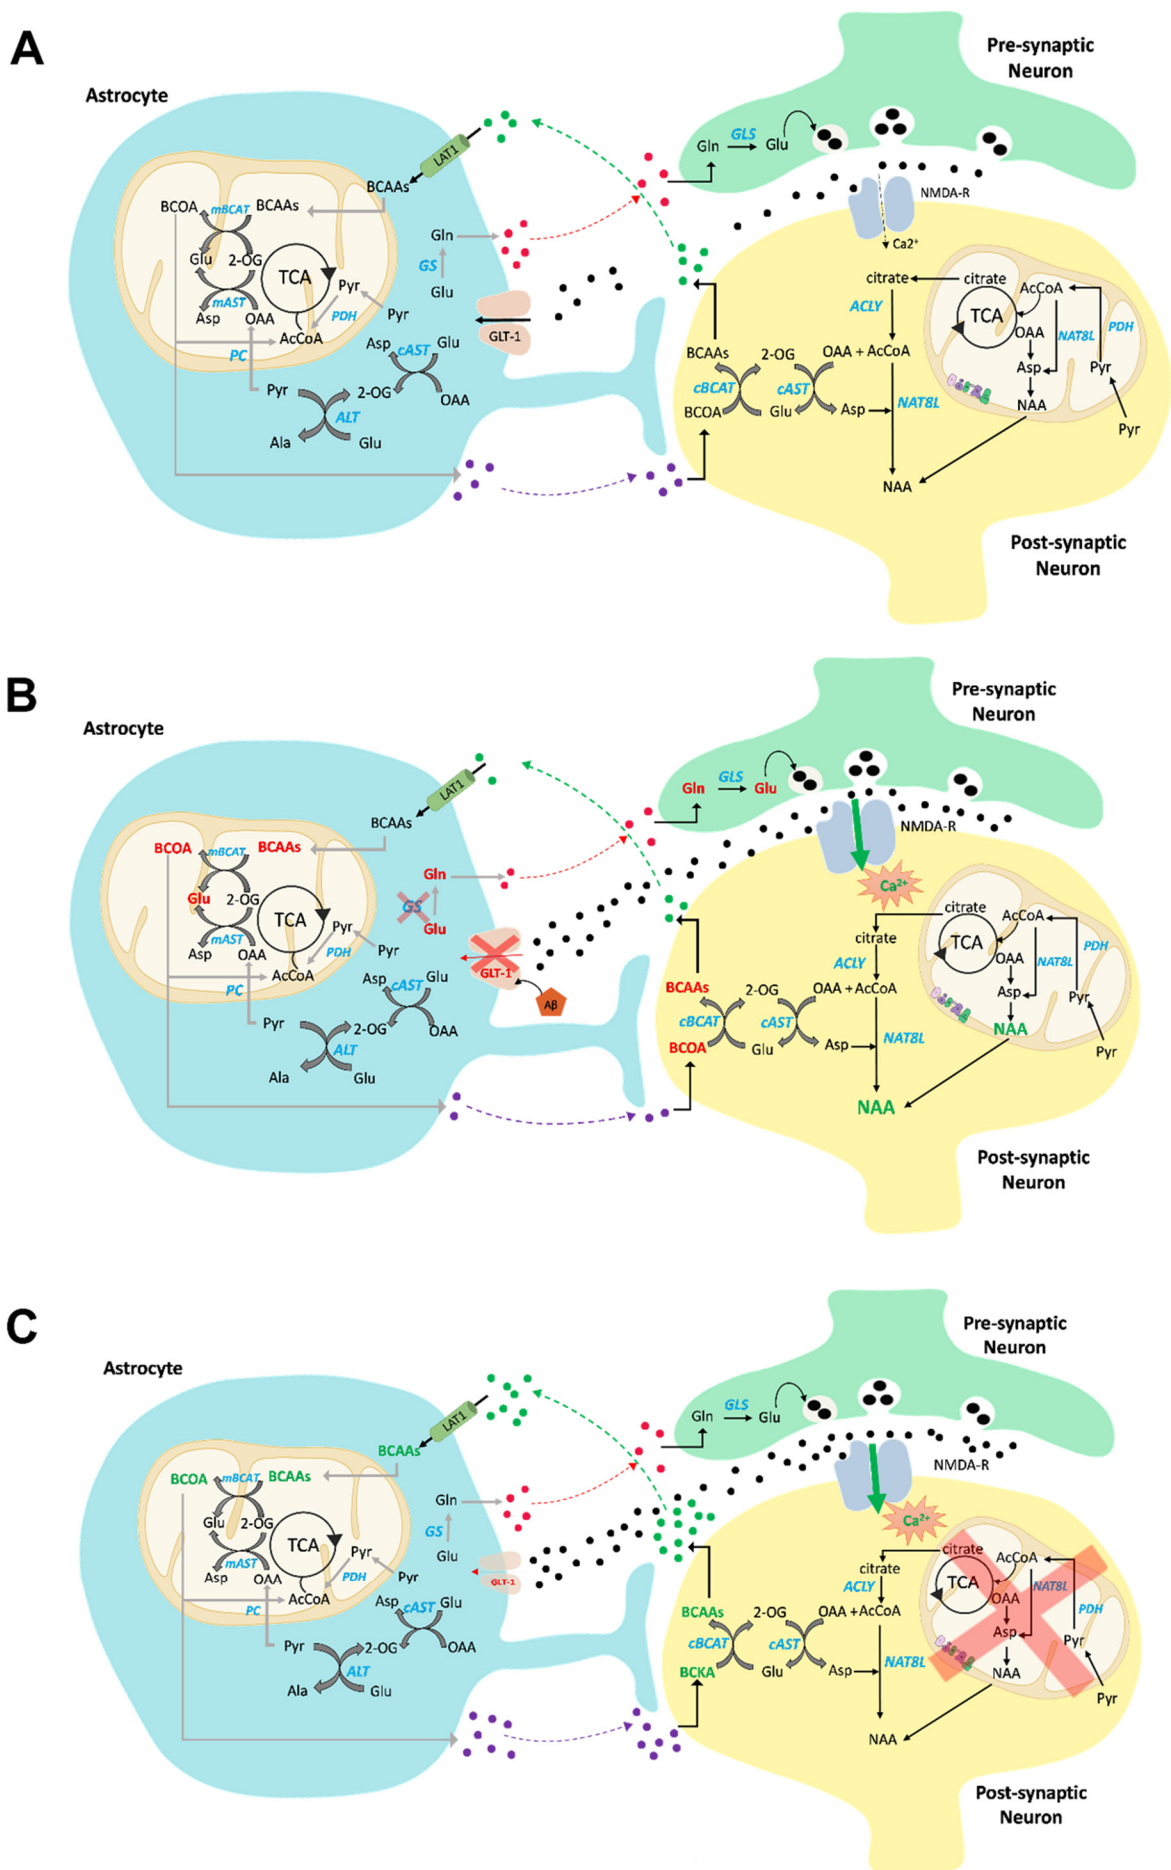 A
Pre-synaptic
Neuron
Astrocyte
LAT1
Gln
GLS
Glu
BCAAs
NMDA-R
BCOA
mBCAT
BCAAs
Gln
Ca2+
Glu
2-OG
TCA
Pyr
GS
Glu
citrate
citrate
AcCoA
mAST
Asp
OAA
PDH
Pyr
GLT-1
ACLY
TCA
OAA
NAT8L
PDH
PC
AcCoA
Asp
cAST
Glu
BCAAs
2-OG
OAA + AcCoA
Asp
Pyr
Pyr
2-OG
OAA
cBCAT
cAST
NAT8L
NAA
BCOA
Glu
Asp
ALT
Ala
Glu
Pyr
NAA
Post-synaptic
Neuron
B
Pre-synaptic
Neuron
Astrocyte
LAT1
Gln
GLS
Glu
BCAAs
NMDA-R
BCOA
mBCAT
BCAAs
Gln
Ca2+
Glu
2-OG
TCA
Pyr
GS
Glu
citrate
citrate
AcCoA
mAST
Asp
OAA
PDH
Pyr
GLT-1
ACLY
TCA
OAA
NAT8L
PDH
PC
AcCoA
Asp
cAST
Glu
Aβ
BCAAs
2-OG
OAA + AcCoA
Asp
Pyr
Pyr
2-OG
OAA
cBCAT
cAST
NAT8L
NAA
BCOA
Glu
Asp
ALT
Ala
Glu
Pyr
NAA
Post-synaptic
Neuron
C
Pre-synaptic
Neuron
Astrocyte
LAT1
Gln
GLS
Glu
BCAAs
NMDA-R
BCOA
mBCAT
BCAAs
Gln
Ca2+
Glu
2-OG
TCA
Pyr
GS
Glu
citrate
citrate
AcCoA
mAST
Asp
OAA
PDH
Pyr
GLT-1
ACLY
TCA
OAA
NAT8L
PDH
PC
AcCoA
Asp
cAST
Glu
BCAAs
2-OG
OAA + AcCoA
Asp
Pyr
Pyr
2-OG
OAA
cBCAT
cAST
NAT8L
NAA
BCKA
Glu
Asp
ALT
Ala
Glu
Pyr
NAA
Post-synaptic
Neuron